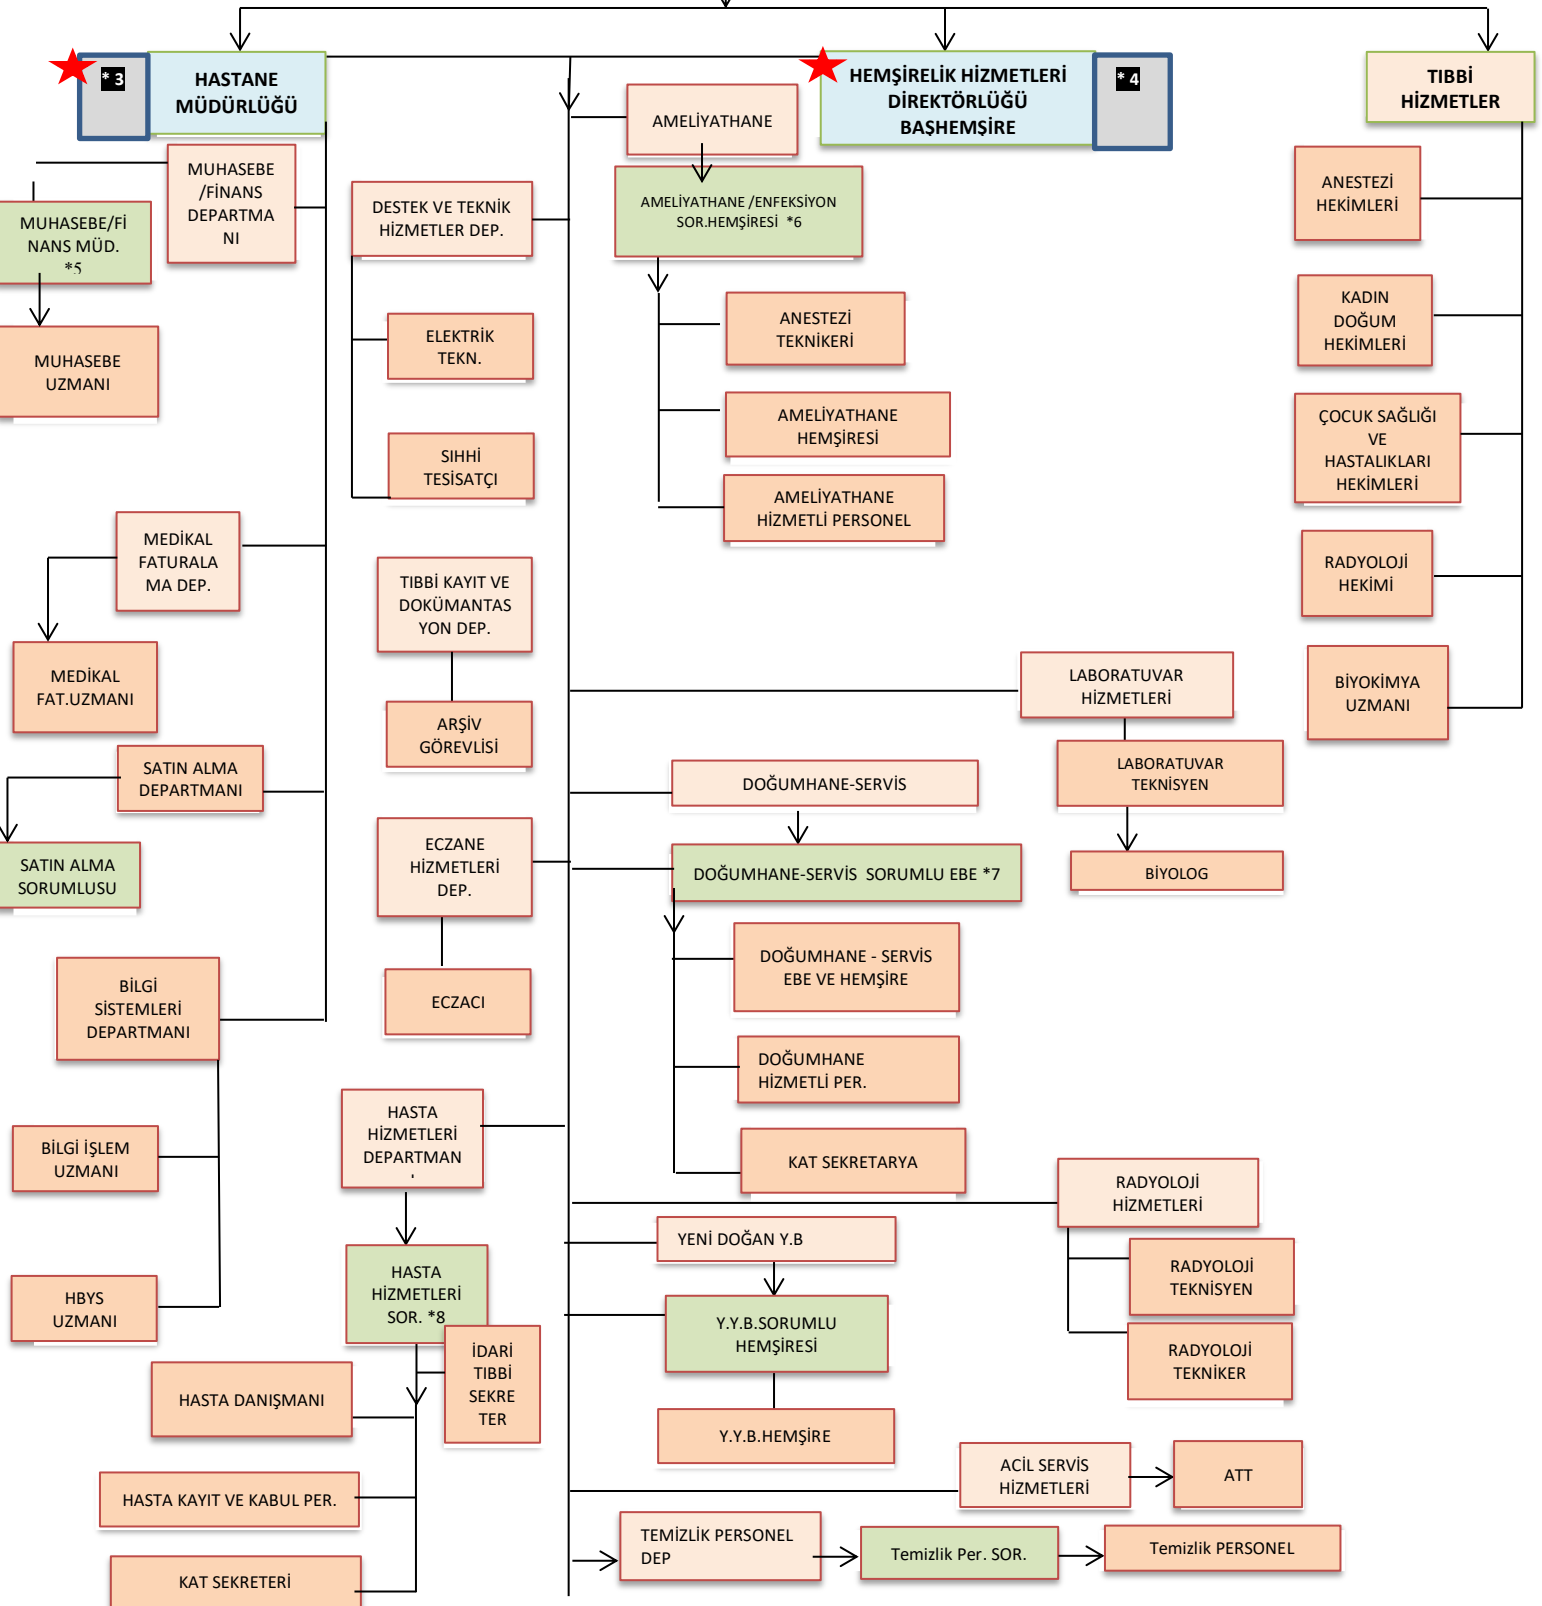 * 3
HASTANE
MÜDÜRLÜĞÜ
HEMŞİRELİK HİZMETLERİ
DİREKTÖRLÜĞÜ
BAŞHEMŞİRE
* 4
TIBBİ
HİZMETLER
MUHASEBE
/FİNANS
DEPARTMA
NI
MUHASEBE/Fİ
NANS MÜD.
*5
MUHASEBE
UZMANI
MEDİKAL
FATURALA
MA DEP.
MEDİKAL
FAT.UZMANI
SATIN ALMA
DEPARTMANI
SATIN ALMA
SORUMLUSU
BİLGİ
SİSTEMLERİ
DEPARTMANI
BİLGİ İŞLEM
UZMANI
HBYS
UZMANI
DESTEK VE TEKNİK
HİZMETLER DEP.
ELEKTRİK
TEKN.
SIHHİ
TESİSATÇI
TIBBİ KAYIT VE
DOKÜMANTAS
YON DEP.
ARŞİV
GÖREVLİSİ
ECZANE
HİZMETLERİ
DEP.
ECZACI
HASTA
HİZMETLERİ
DEPARTMAN
HASTA
HİZMETLERİ
SOR. *8
İDARİ
TIBBİ
SEKRE
TER
HASTA DANIŞMANI
HASTA KAYIT VE KABUL PER.
KAT SEKRETERİ
AMELİYATHANE
AMELİYATHANE /ENFEKSİYON
SOR.HEMŞİRESİ *6
ANESTEZİ
TEKNİKERİ
AMELİYATHANE
HEMŞİRESİ
AMELİYATHANE
HİZMETLİ PERSONEL
LABORATUVAR
HİZMETLERİ
LABORATUVAR
TEKNİSYEN
BİYOLOG
DOĞUMHANE-SERVİS
DOĞUMHANE-SERVİS SORUMLU EBE *7
DOĞUMHANE - SERVİS
EBE VE HEMŞİRE
DOĞUMHANE
HİZMETLİ PER.
KAT SEKRETARYA
RADYOLOJİ
HİZMETLERİ
RADYOLOJİ
TEKNİSYEN
RADYOLOJİ
TEKNİKER
YENİ DOĞAN Y.B
Y.Y.B.SORUMLU
HEMŞİRESİ
Y.Y.B.HEMŞİRE
ACİL SERVİS
HİZMETLERİ
ATT
TEMİZLİK PERSONEL
DEP
Temizlik Per. SOR.
Temizlik PERSONEL
ANESTEZİ
HEKİMLERİ
KADIN
DOĞUM
HEKİMLERİ
ÇOCUK SAĞLIĞI
VE
HASTALIKLARI
HEKİMLERİ
RADYOLOJİ
HEKİMİ
BİYOKİMYA
UZMANI